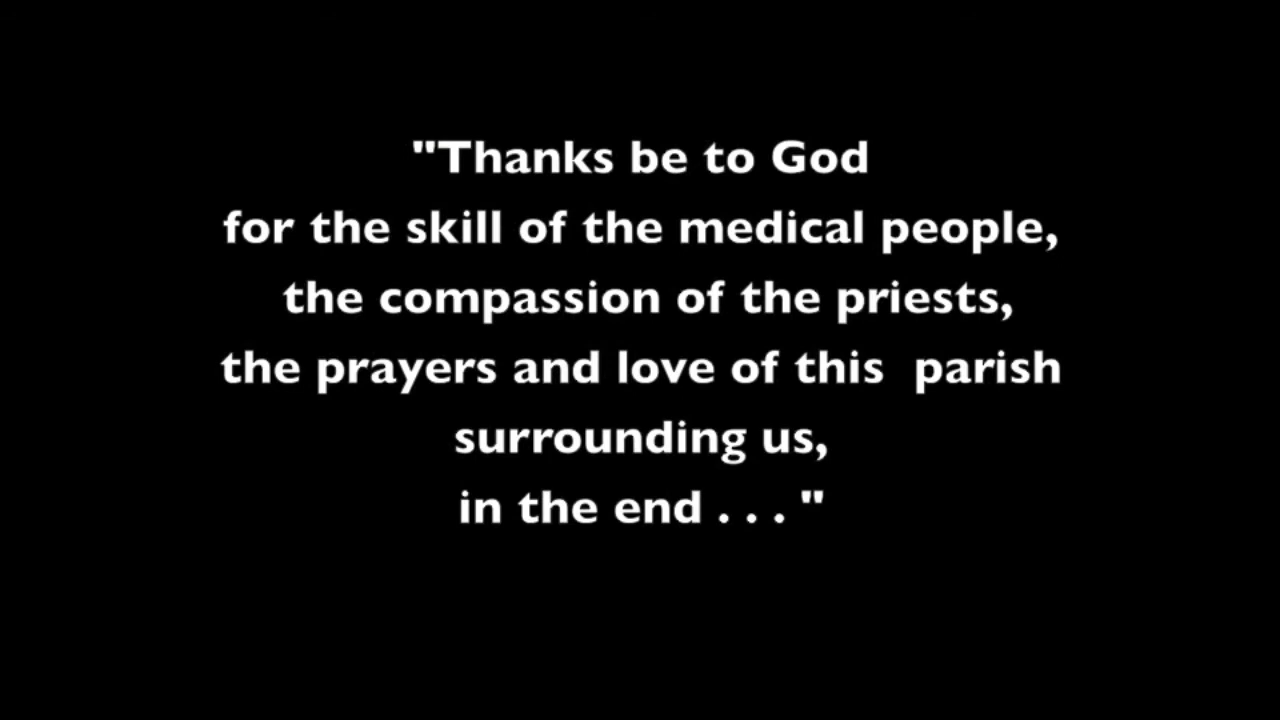 "Thanks be to God
for the skill of the medical people,
the compassion of the priests,
the prayers and love of this  parish
surrounding us,
in the end . . . "